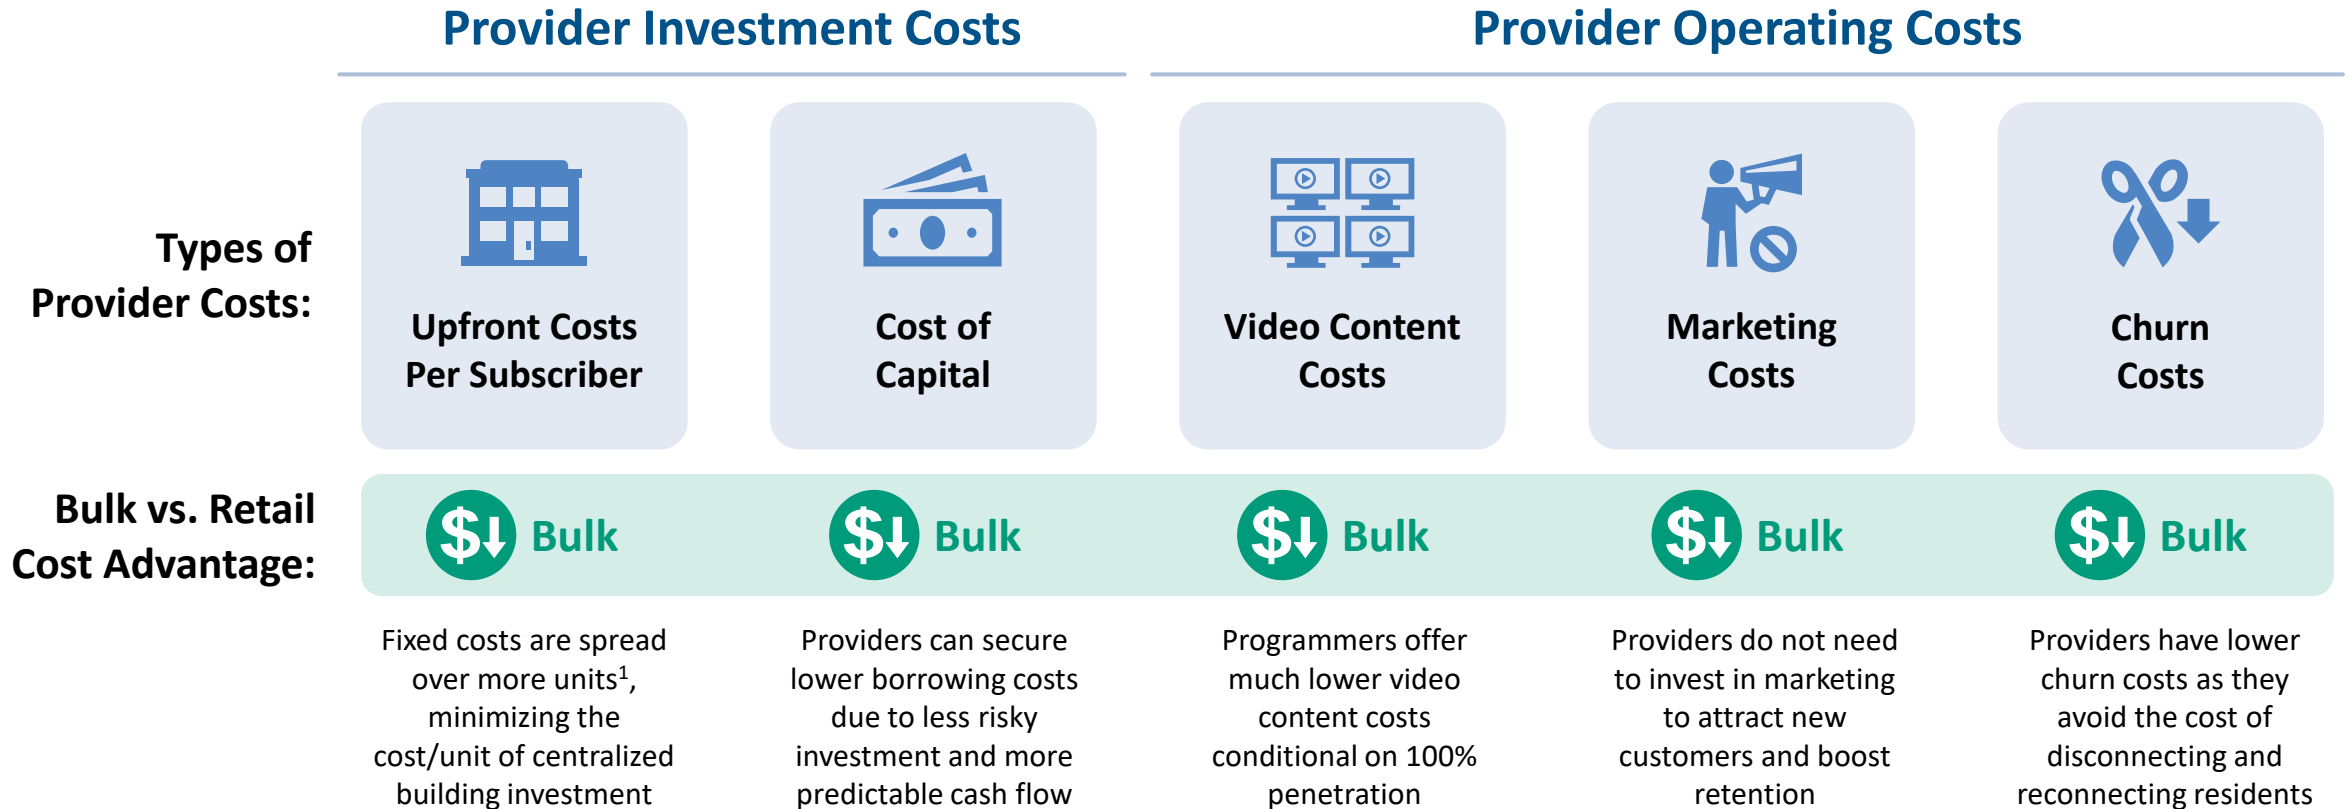 Provider Investment Costs
Provider Operating Costs
Types of
Provider Costs:
Upfront Costs
Per Subscriber
Cost of
Capital
Video Content
Costs
Marketing
Costs
Churn
Costs
Bulk vs. Retail
Cost Advantage:
$ Bulk
$ Bulk
$ Bulk
$ Bulk
$ Bulk
Fixed costs are spread
over more units¹,
minimizing the
cost/unit of centralized
building investment
Providers can secure
lower borrowing costs
due to less risky
investment and more
predictable cash flow
Programmers offer
much lower video
content costs
conditional on 100%
penetration
Providers do not need
to invest in marketing
to attract new
customers and boost
retention
Providers have lower
churn costs as they
avoid the cost of
disconnecting and
reconnecting residents